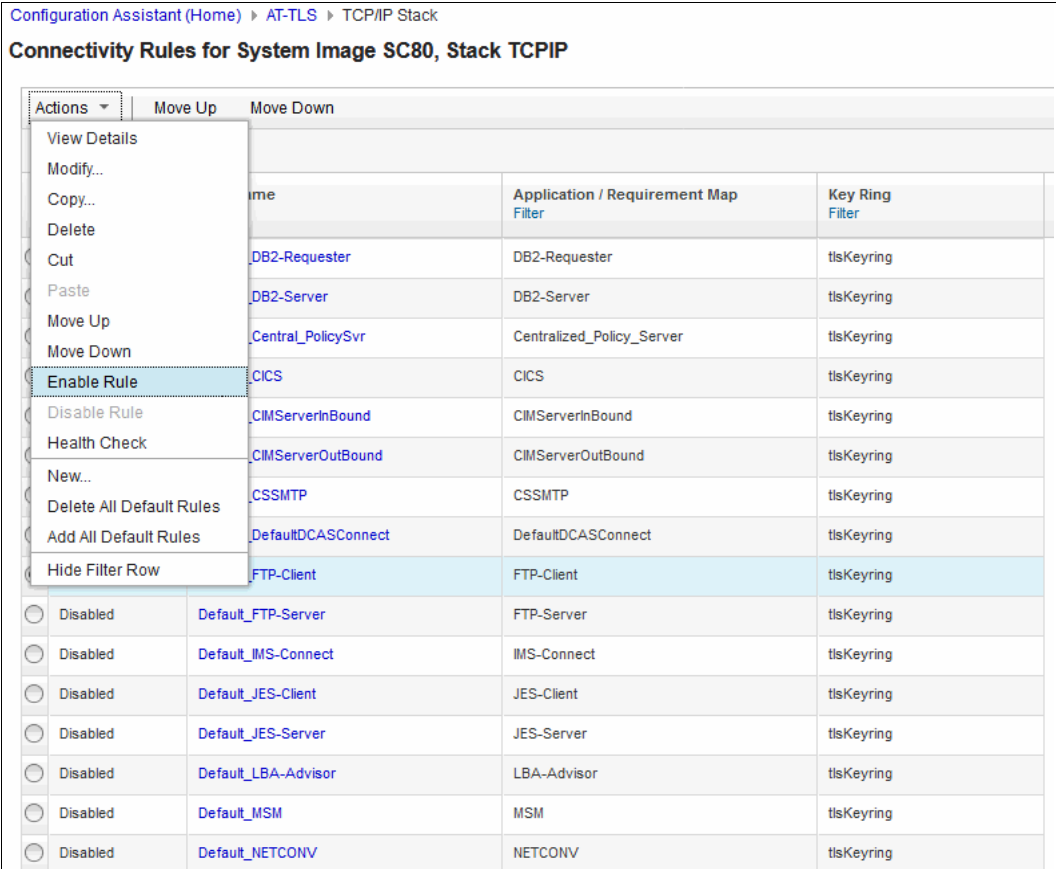 Configuration Assistant (Home) AT-TLS TCP/IP Stack
Connectivity Rules for System Image SC80, Stack TCPIP
Actions Move Up Move Down
View Details
Modify...
Copy...
Delete
Cut
Paste
Move Up
Move Down
Enable Rule
Disable Rule
Health Check
New...
Delete All Default Rules
Add All Default Rules
Hide Filter Row
Application / Requirement Map Key Ring
Filter Filter
_DB2-Requester DB2-Requester tlsKeyring
_DB2-Server DB2-Server tlsKeyring
_Central_PolicySvr Centralized_Policy_Server tlsKeyring
_CICS CICS tlsKeyring
_CIMServerInBound CIMServerInBound tlsKeyring
_CIMServerOutBound CIMServerOutBound tlsKeyring
_CSSMTP CSSMTP tlsKeyring
_DefaultDCASConnect DefaultDCASConnect tlsKeyring
_FTP-Client FTP-Client tlsKeyring
Disabled Default_FTP-Server FTP-Server tlsKeyring
Disabled Default_IMS-Connect IMS-Connect tlsKeyring
Disabled Default_JES-Client JES-Client tlsKeyring
Disabled Default_JES-Server JES-Server tlsKeyring
Disabled Default_LBA-Advisor LBA-Advisor tlsKeyring
Disabled Default_MSM MSM tlsKeyring
Disabled Default_NETCONV NETCONV tlsKeyring